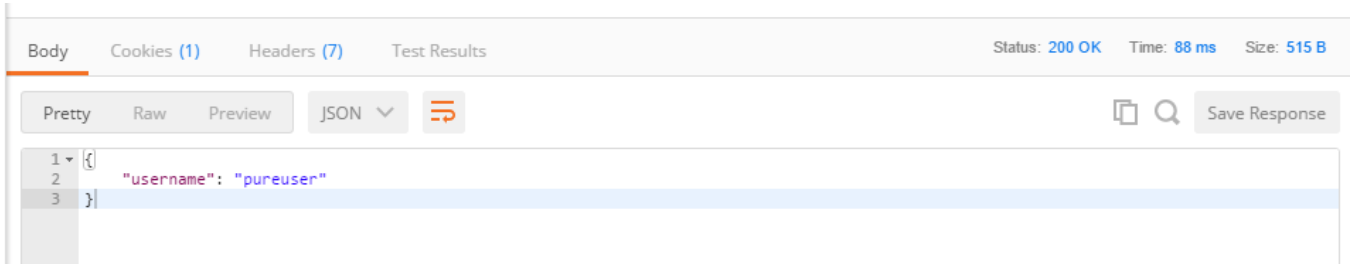 Body Cookies (1) Headers (7) Test Results Status: 200 OK Time: 88 ms Size: 515 B
Pretty Raw Preview JSON Save Response
1 {
2 "username": "pureuser"
3 }